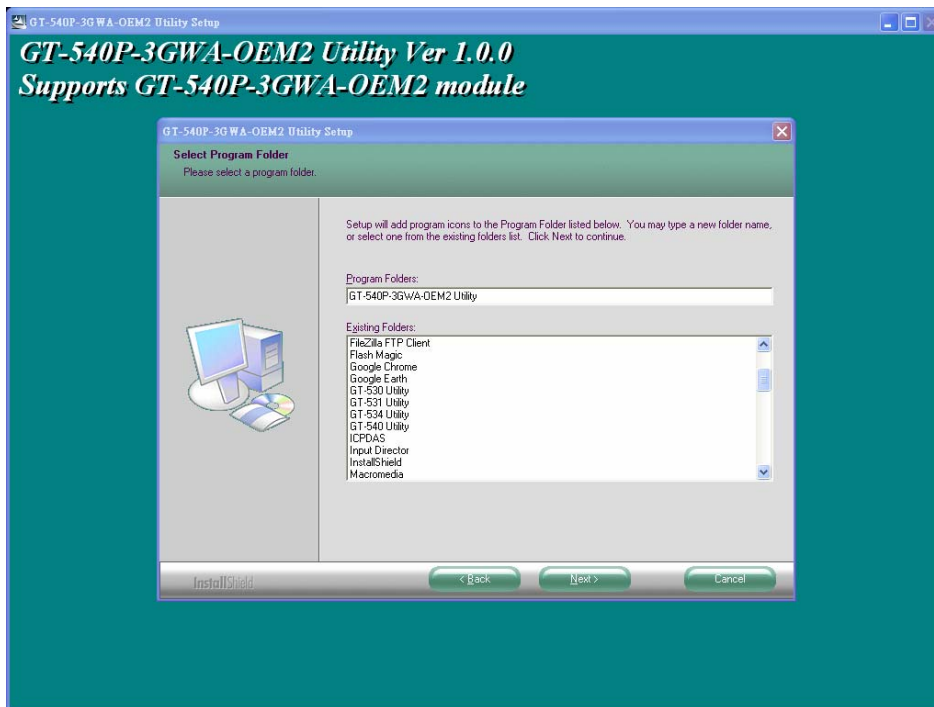 GT-540P-3GWA-OEM2 Utility Setup
GT-540P-3GWA-OEM2 Utility Ver 1.0.0
Supports GT-540P-3GWA-OEM2 module
GT-540P-3GWA-OEM2 Utility Setup
Select Program Folder
Please select a program folder.
Setup will add program icons to the Program Folder listed below. You may type a new folder name,
or select one from the existing folders list. Click Next to continue.
Program Folders:
GT-540P-3GWA-OEM2 Utility
Existing Folders:
FileZilla FTP Client
Flash Magic
Google Chrome
Google Earth
GT-530 Utility
GT-531 Utility
GT-534 Utility
GT-540 Utility
ICPDAS
Input Director
InstallShield
Macromedia
InstallShield
< Back
Next >
Cancel